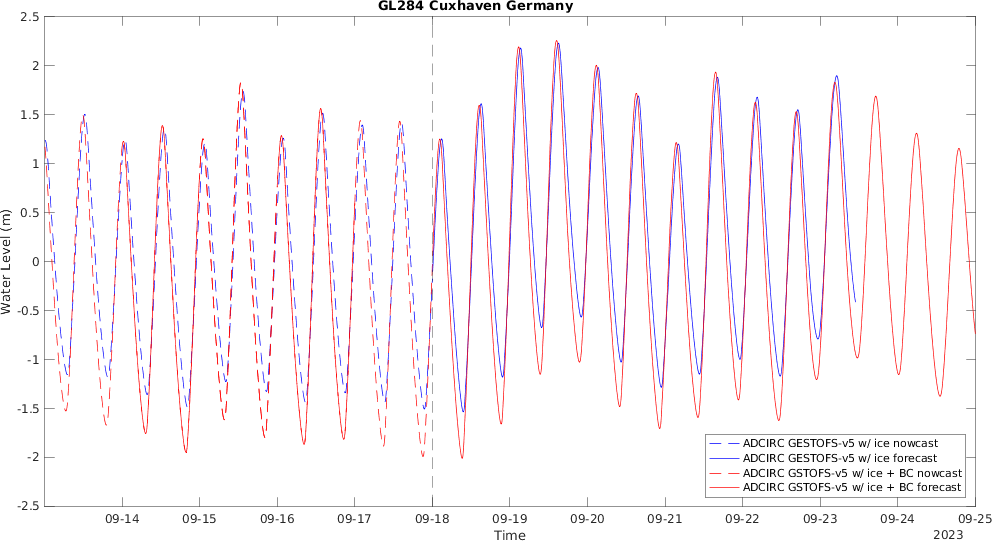 GL284 Cuxhaven Germany
Water Level (m)
2.5
2
1.5
1
0.5
0
-0.5
-1
-1.5
-2
-2.5
ADCIRC GESTOFS-v5 w/ ice nowcast
ADCIRC GESTOFS-v5 w/ ice forecast
ADCIRC GSTOFS-v5 w/ ice + BC nowcast
ADCIRC GSTOFS-v5 w/ ice + BC forecast
09-14 09-15 09-16 09-17 09-18 09-19 09-20 09-21 09-22 09-23 09-24 09-25
Time
2023